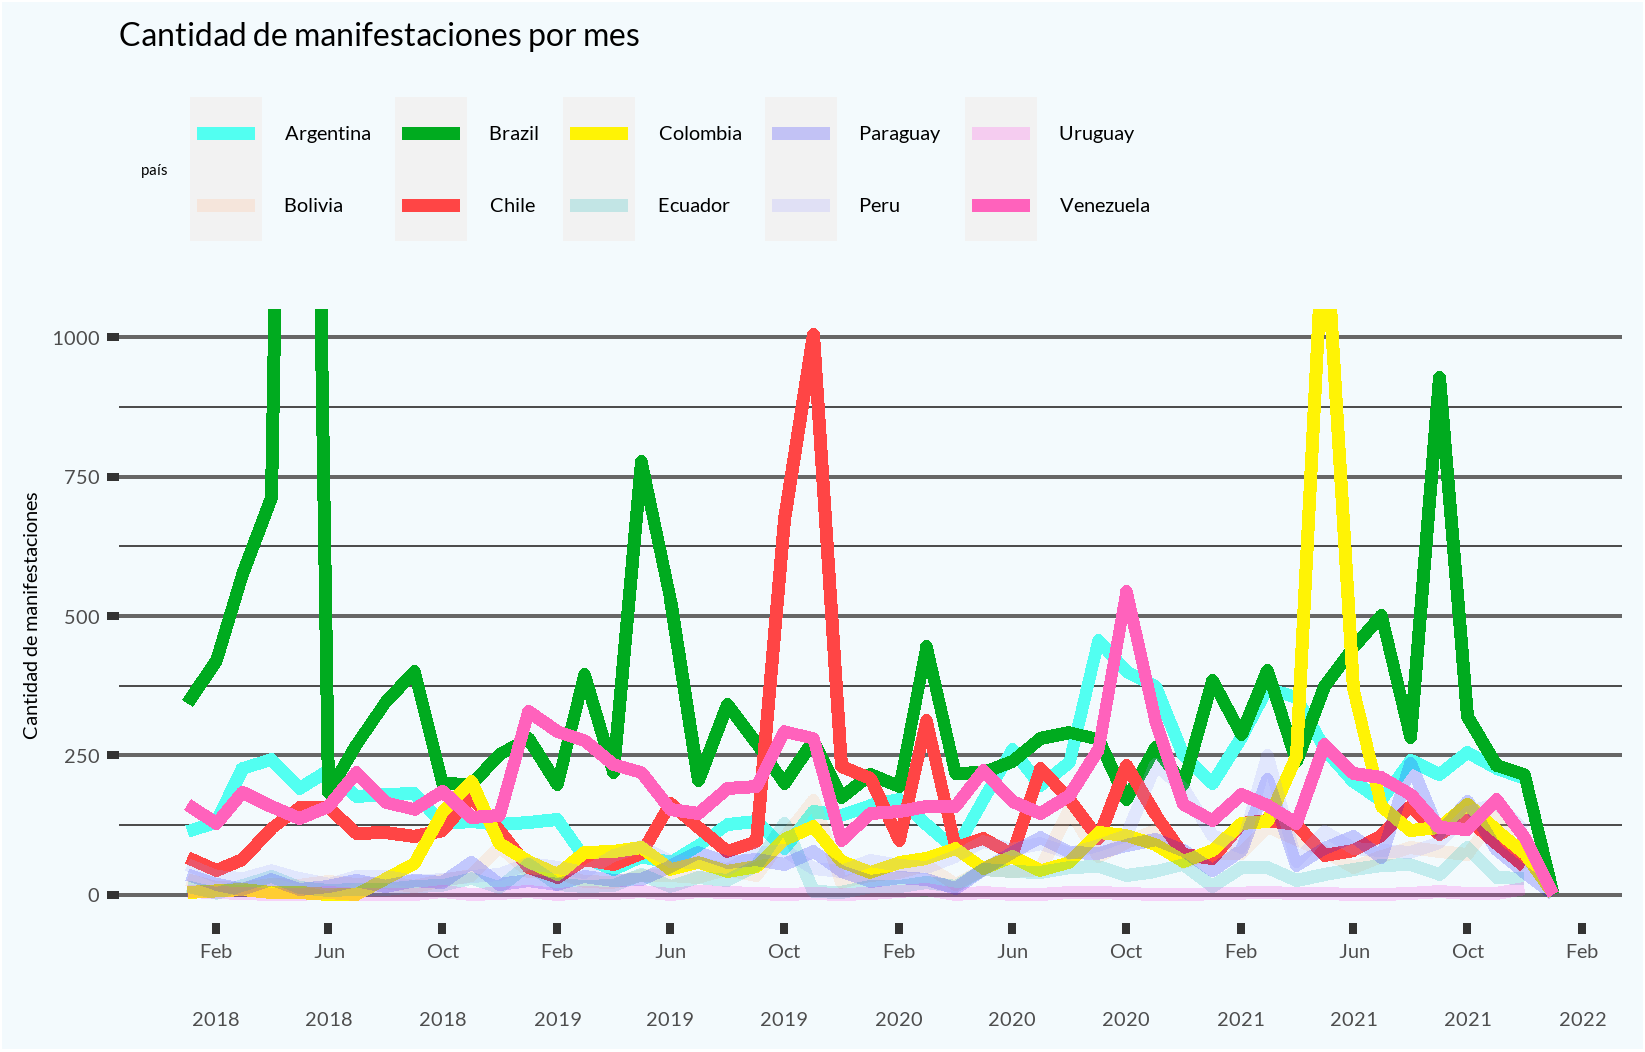 Cantidad de manifestaciones por mes
país
Argentina
Brazil
Colombia
Paraguay
Uruguay
Bolivia
Chile
Ecuador
Peru
Venezuela
Cantidad de manifestaciones
1000
750
500
250
0
Feb Jun Oct Feb Jun Oct Feb Jun Oct Feb Jun Oct Feb
2018 2018 2018 2019 2019 2019 2020 2020 2020 2021 2021 2021 2022